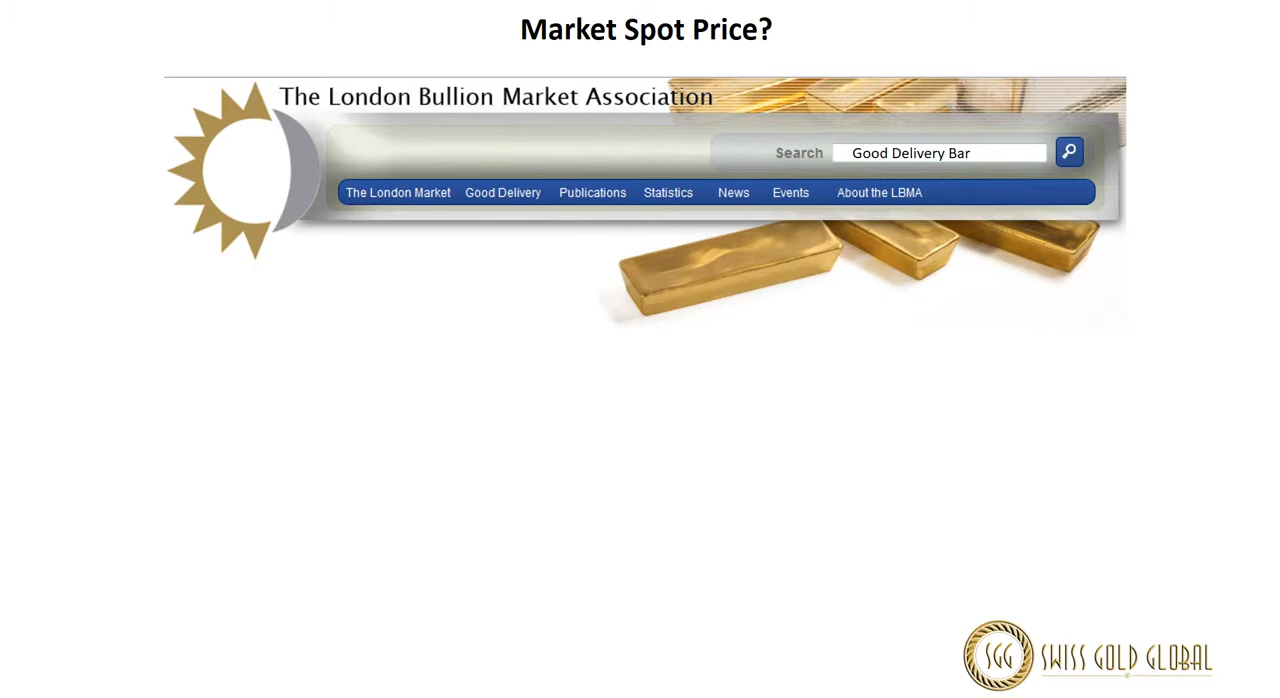 Market Spot Price?
The London Bullion Market Association
Search Good Delivery Bar
The London Market Good Delivery Publications Statistics News Events About the LBMA
SGG SWISS GOLD GLOBAL